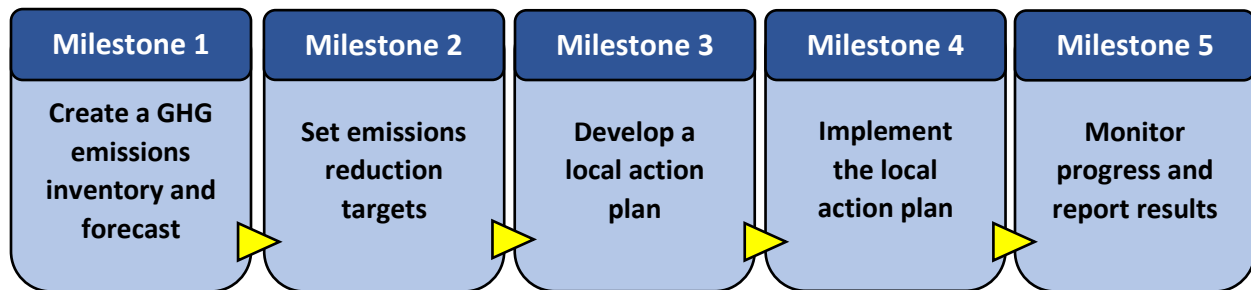 Milestone 1
Create a GHG
emissions
inventory and
forecast
Milestone 2
Set emissions
reduction
targets
Milestone 3
Develop a
local action
plan
Milestone 4
Implement
the local
action plan
Milestone 5
Monitor
progress and
report results